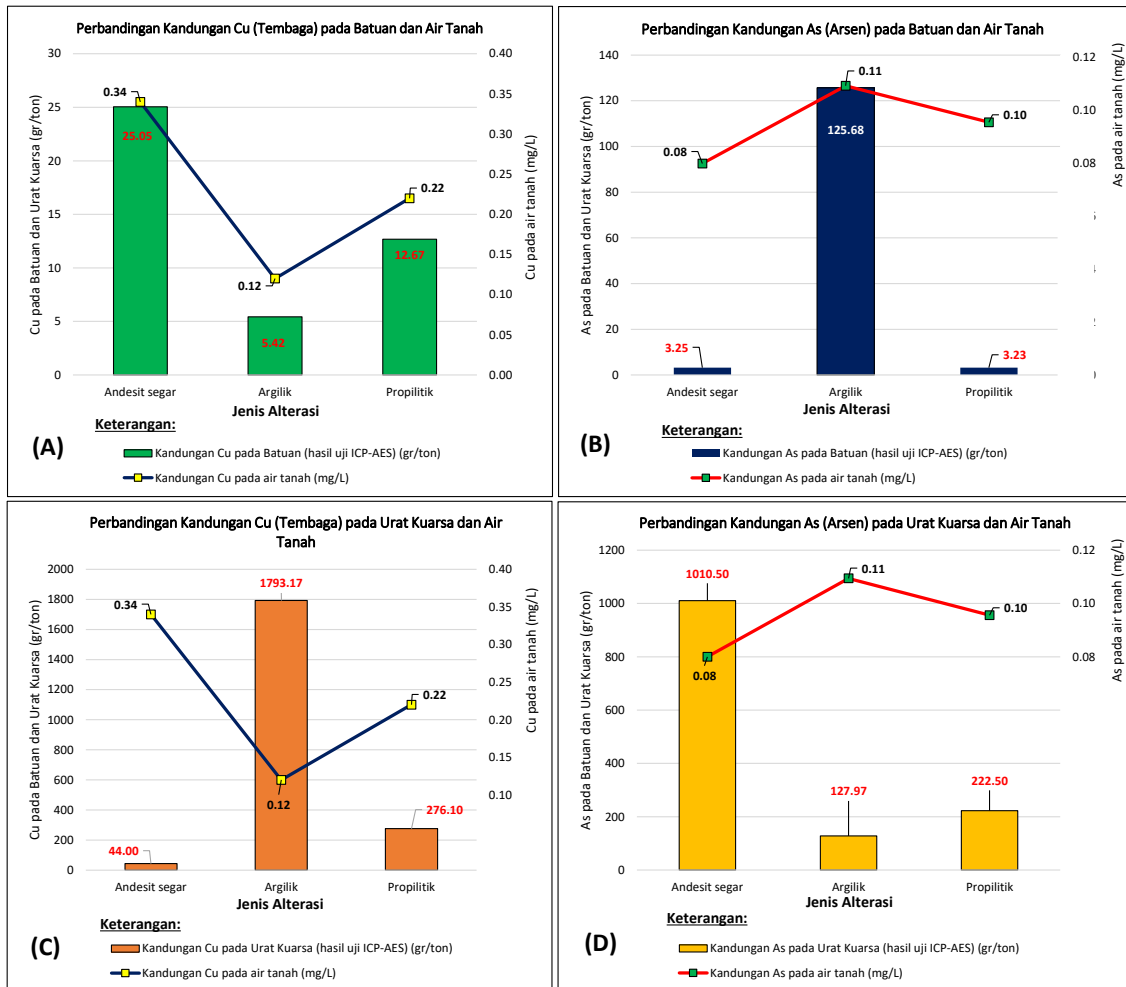 Perbandingan Kandungan Cu (Tembaga) pada Batuan dan Air Tanah
Cu pada Batuan dan Urat Kuarsa (gr/ton)
30
25
20
15
10
5
0
0.40
0.35
0.30
0.25
0.20
0.15
0.10
0.05
0.00
Cu pada air tanah (mg/L)
0.34
0.12
0.22
25.05
5.42
12.67
Andesit segar
Argilik
Propilitik
Jenis Alterasi
(A)
Keterangan:
Kandungan Cu pada Batuan (hasil uji ICP-AES) (gr/ton)
Kandungan Cu pada air tanah (mg/L)
Perbandingan Kandungan As (Arsen) pada Batuan dan Air Tanah
As pada Batuan dan Urat Kuarsa (gr/ton)
140
120
100
80
60
40
20
0
0.12
0.10
0.08
As pada air tanah (mg/L)
0.08
0.11
0.10
3.25
125.68
3.23
Andesit segar
Argilik
Propilitik
Jenis Alterasi
(B)
Keterangan:
Kandungan As pada Batuan (hasil uji ICP-AES) (gr/ton)
Kandungan As pada air tanah (mg/L)
Perbandingan Kandungan Cu (Tembaga) pada Urat Kuarsa dan Air
Tanah
Cu pada Batuan dan Urat Kuarsa (gr/ton)
2000
1800
1600
1400
1200
1000
800
600
400
200
0
0.40
0.35
0.30
0.25
0.20
0.15
0.10
Cu pada air tanah (mg/L)
0.34
0.12
0.22
44.00
1793.17
276.10
Andesit segar
Argilik
Propilitik
Jenis Alterasi
(C)
Keterangan:
Kandungan Cu pada Urat Kuarsa (hasil uji ICP-AES) (gr/ton)
Kandungan Cu pada air tanah (mg/L)
Perbandingan Kandungan As (Arsen) pada Urat Kuarsa dan Air Tanah
As pada Batuan dan Urat Kuarsa (gr/ton)
1200
1000
800
600
400
200
0
0.12
0.10
0.08
As pada air tanah (mg/L)
0.08
0.11
0.10
1010.50
127.97
222.50
Andesit segar
Argilik
Propilitik
Jenis Alterasi
(D)
Keterangan:
Kandungan As pada Urat Kuarsa (hasil uji ICP-AES) (gr/ton)
Kandungan As pada air tanah (mg/L)